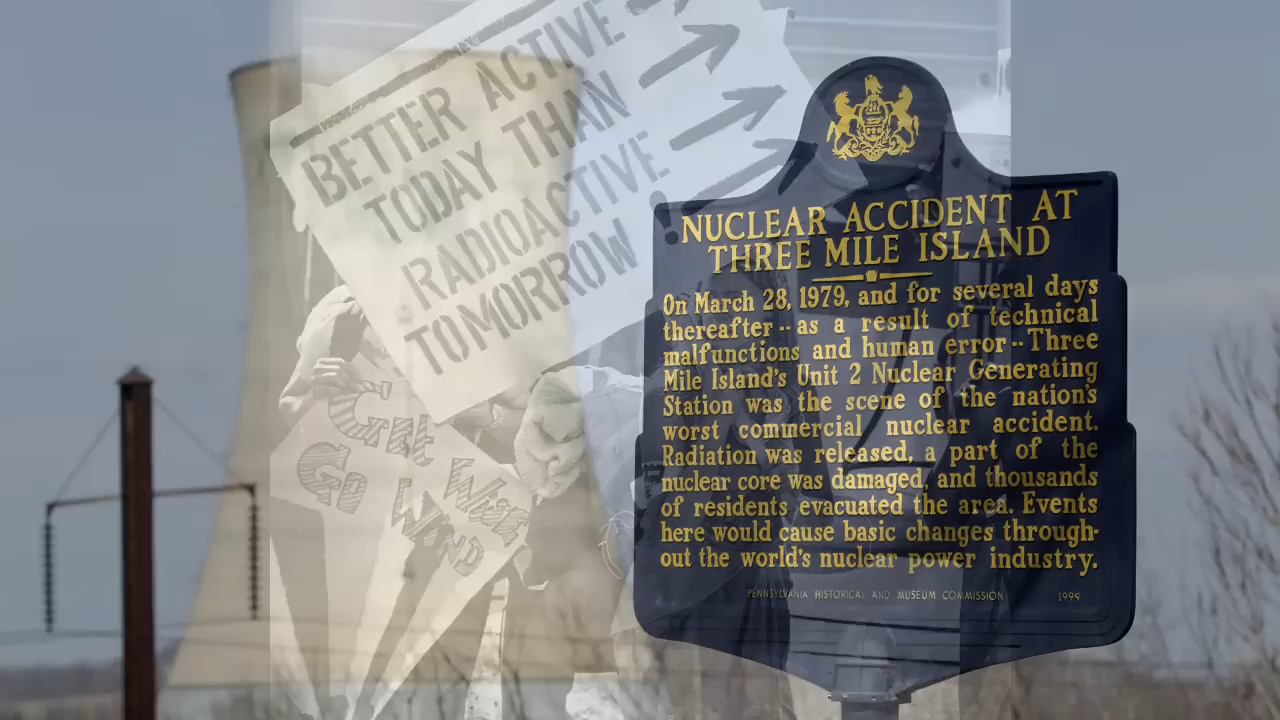 BETTER ACTIVE
TODAY THAN
RADIOACTIVE
TOMORROW!
Get Wise
GO WIND
NUCLEAR ACCIDENT AT
THREE MILE ISLAND
On March 28, 1979, and for several days
thereafter--as a result of technical
malfunctions and human error--Three
Mile Island's Unit 2 Nuclear Generating
Station was the scene of the nation's
worst commercial nuclear accident.
Radiation was released, a part of the
nuclear core was damaged, and thousands
of residents evacuated the area. Events
here would cause basic changes through-
out the world's nuclear power industry.
PENNSYLVANIA HISTORICAL AND MUSEUM COMMISSION 1999